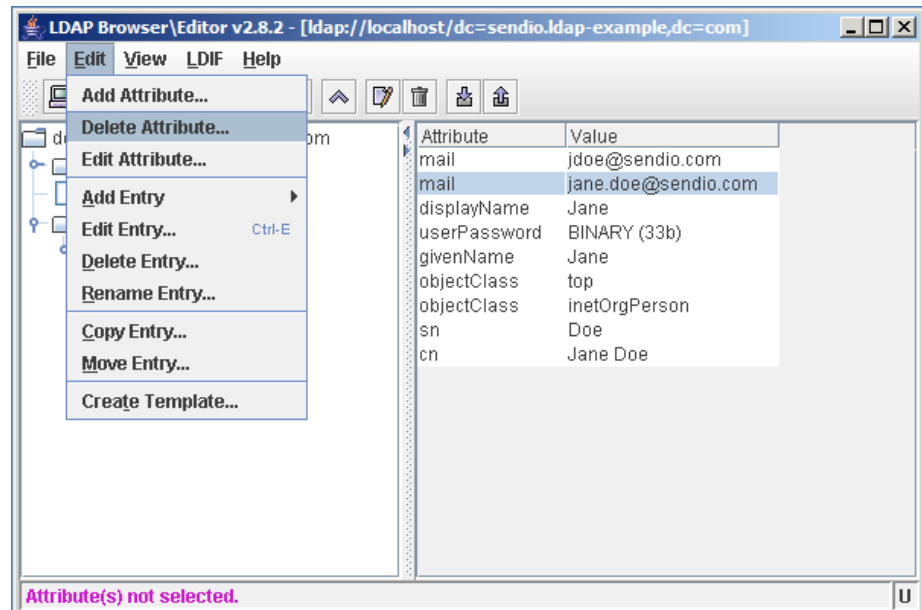 LDAP Browser\Editor v2.8.2 - [ldap://localhost/dc=sendio.ldap-example,dc=com]
File Edit View LDIF Help
Add Attribute...
Delete Attribute...
Edit Attribute...
Add Entry
Edit Entry... Ctrl-E
Delete Entry...
Rename Entry...
Copy Entry...
Move Entry...
Create Template...
Attribute Value
mail jdoe@sendio.com
mail jane.doe@sendio.com
displayName Jane
userPassword BINARY (33b)
givenName Jane
objectClass top
objectClass inetOrgPerson
sn Doe
cn Jane Doe
Attribute(s) not selected. U